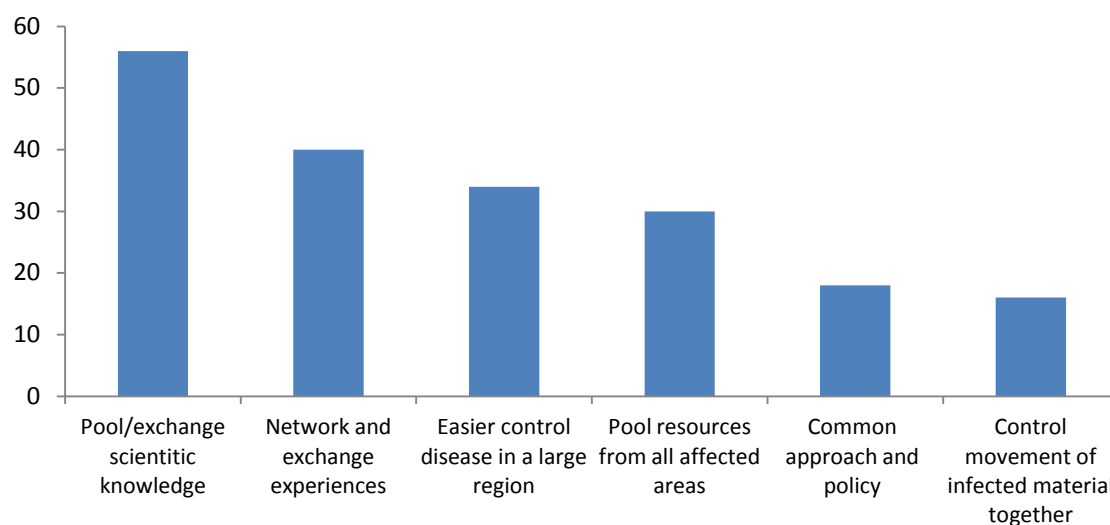 60
50
40
30
20
10
0
Pool/exchange
scientitic
knowledge
Network and
exchange
experiences
Easier control
disease in a large
region
Pool resources
from all affected
areas
Common
approach and
policy
Control
movement of
infected material
together